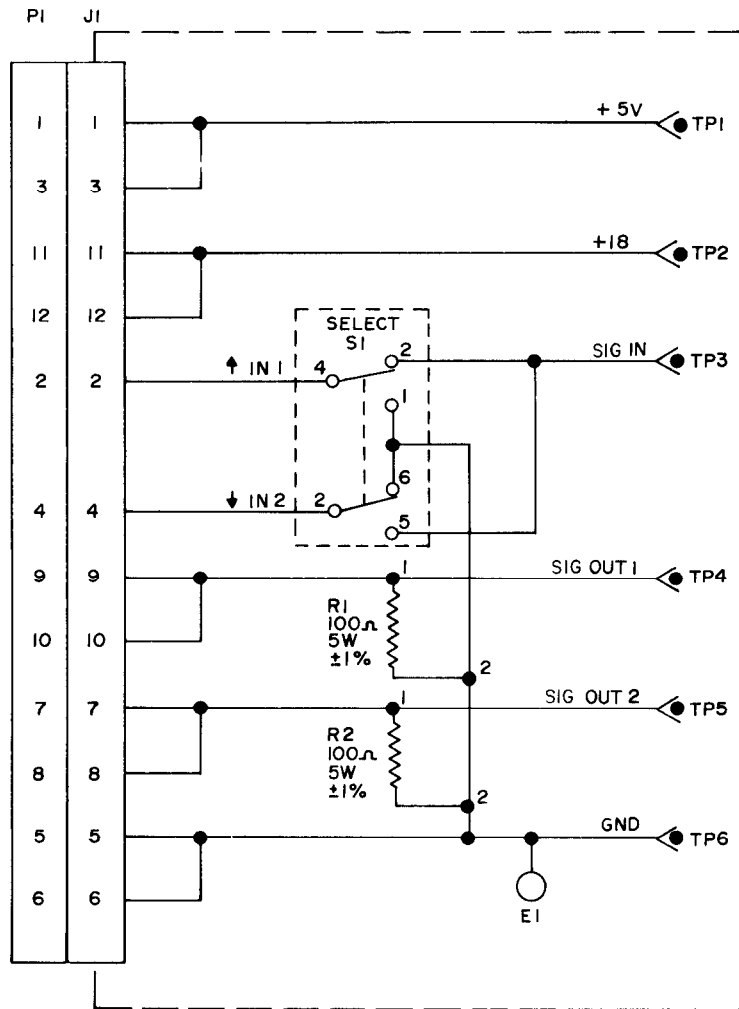 P1 J1
1 1 +5V TP1
3 3
11 11 +18 TP2
12 12
SELECT
S1
2 2 IN 1 4 2 SIG IN TP3
1
6
4 4 IN 2 2
5
9 9 1 SIG OUT 1 TP4
R1
100Ω
5W
±1%
10 10
2
7 7 1 SIG OUT 2 TP5
R2
100Ω
5W
±1%
8 8
2
5 5 GND TP6
6 6
E1